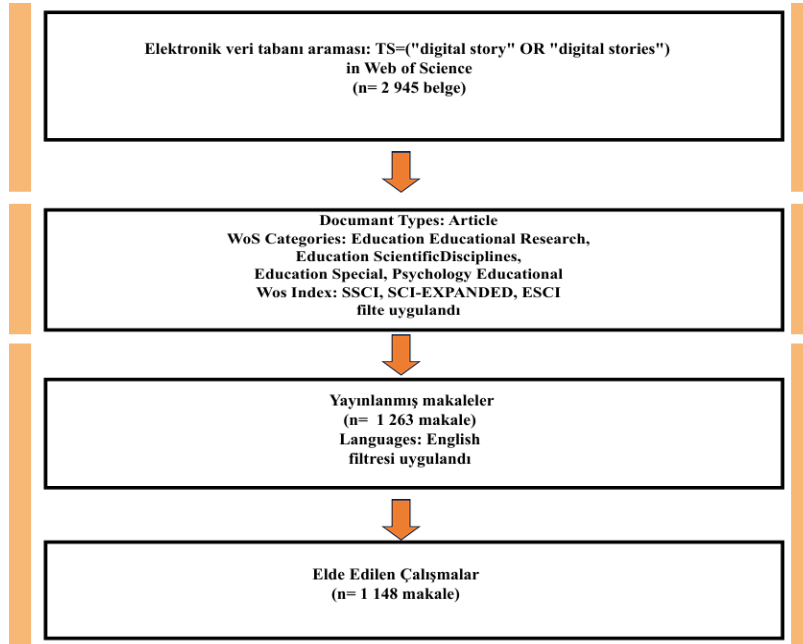 Elektronik veri tabanı araması: TS=("digital story" OR "digital stories")
in Web of Science
(n= 2 945 belge)
Documant Types: Article
WoS Categories: Education Educational Research,
Education ScientificDisciplines,
Education Special, Psychology Educational
Wos Index: SSCI, SCI-EXPANDED, ESCI
filte uygulandı
Yayınlanmış makaleler
(n=  1 263 makale)
Languages: English
filtresi uygulandı
Elde Edilen Çalışmalar
(n= 1 148 makale)